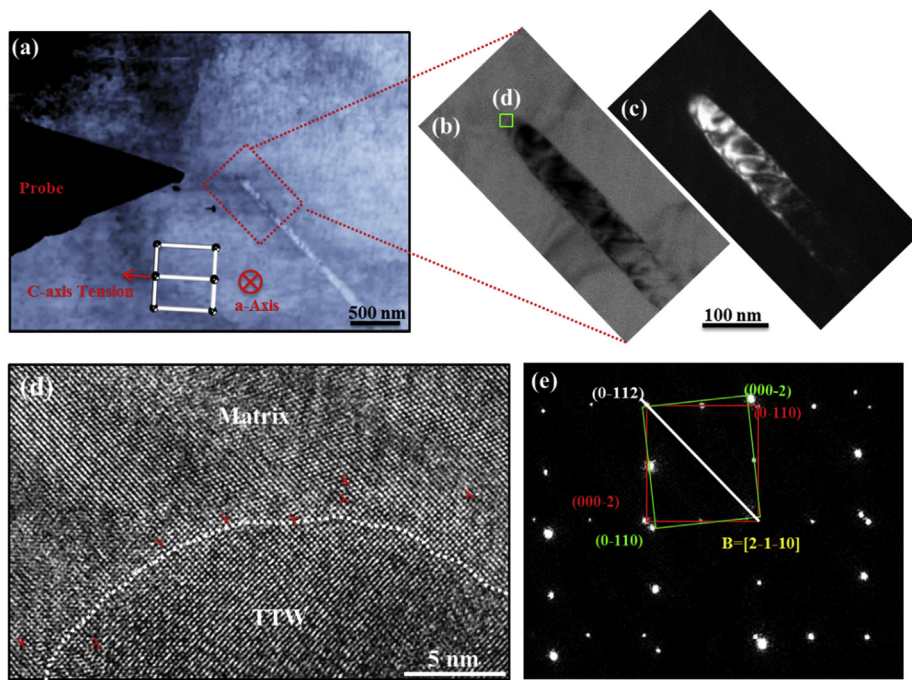 (a)
Probe
C-axis Tension
a-Axis
500 nm
(b)
(d)
(c)
100 nm
(d)
Matrix
TTW
5 nm
(e)
(0-112)
(000-2)
(0-110)
(000-2)
(0-110)
B=[2-1-10]